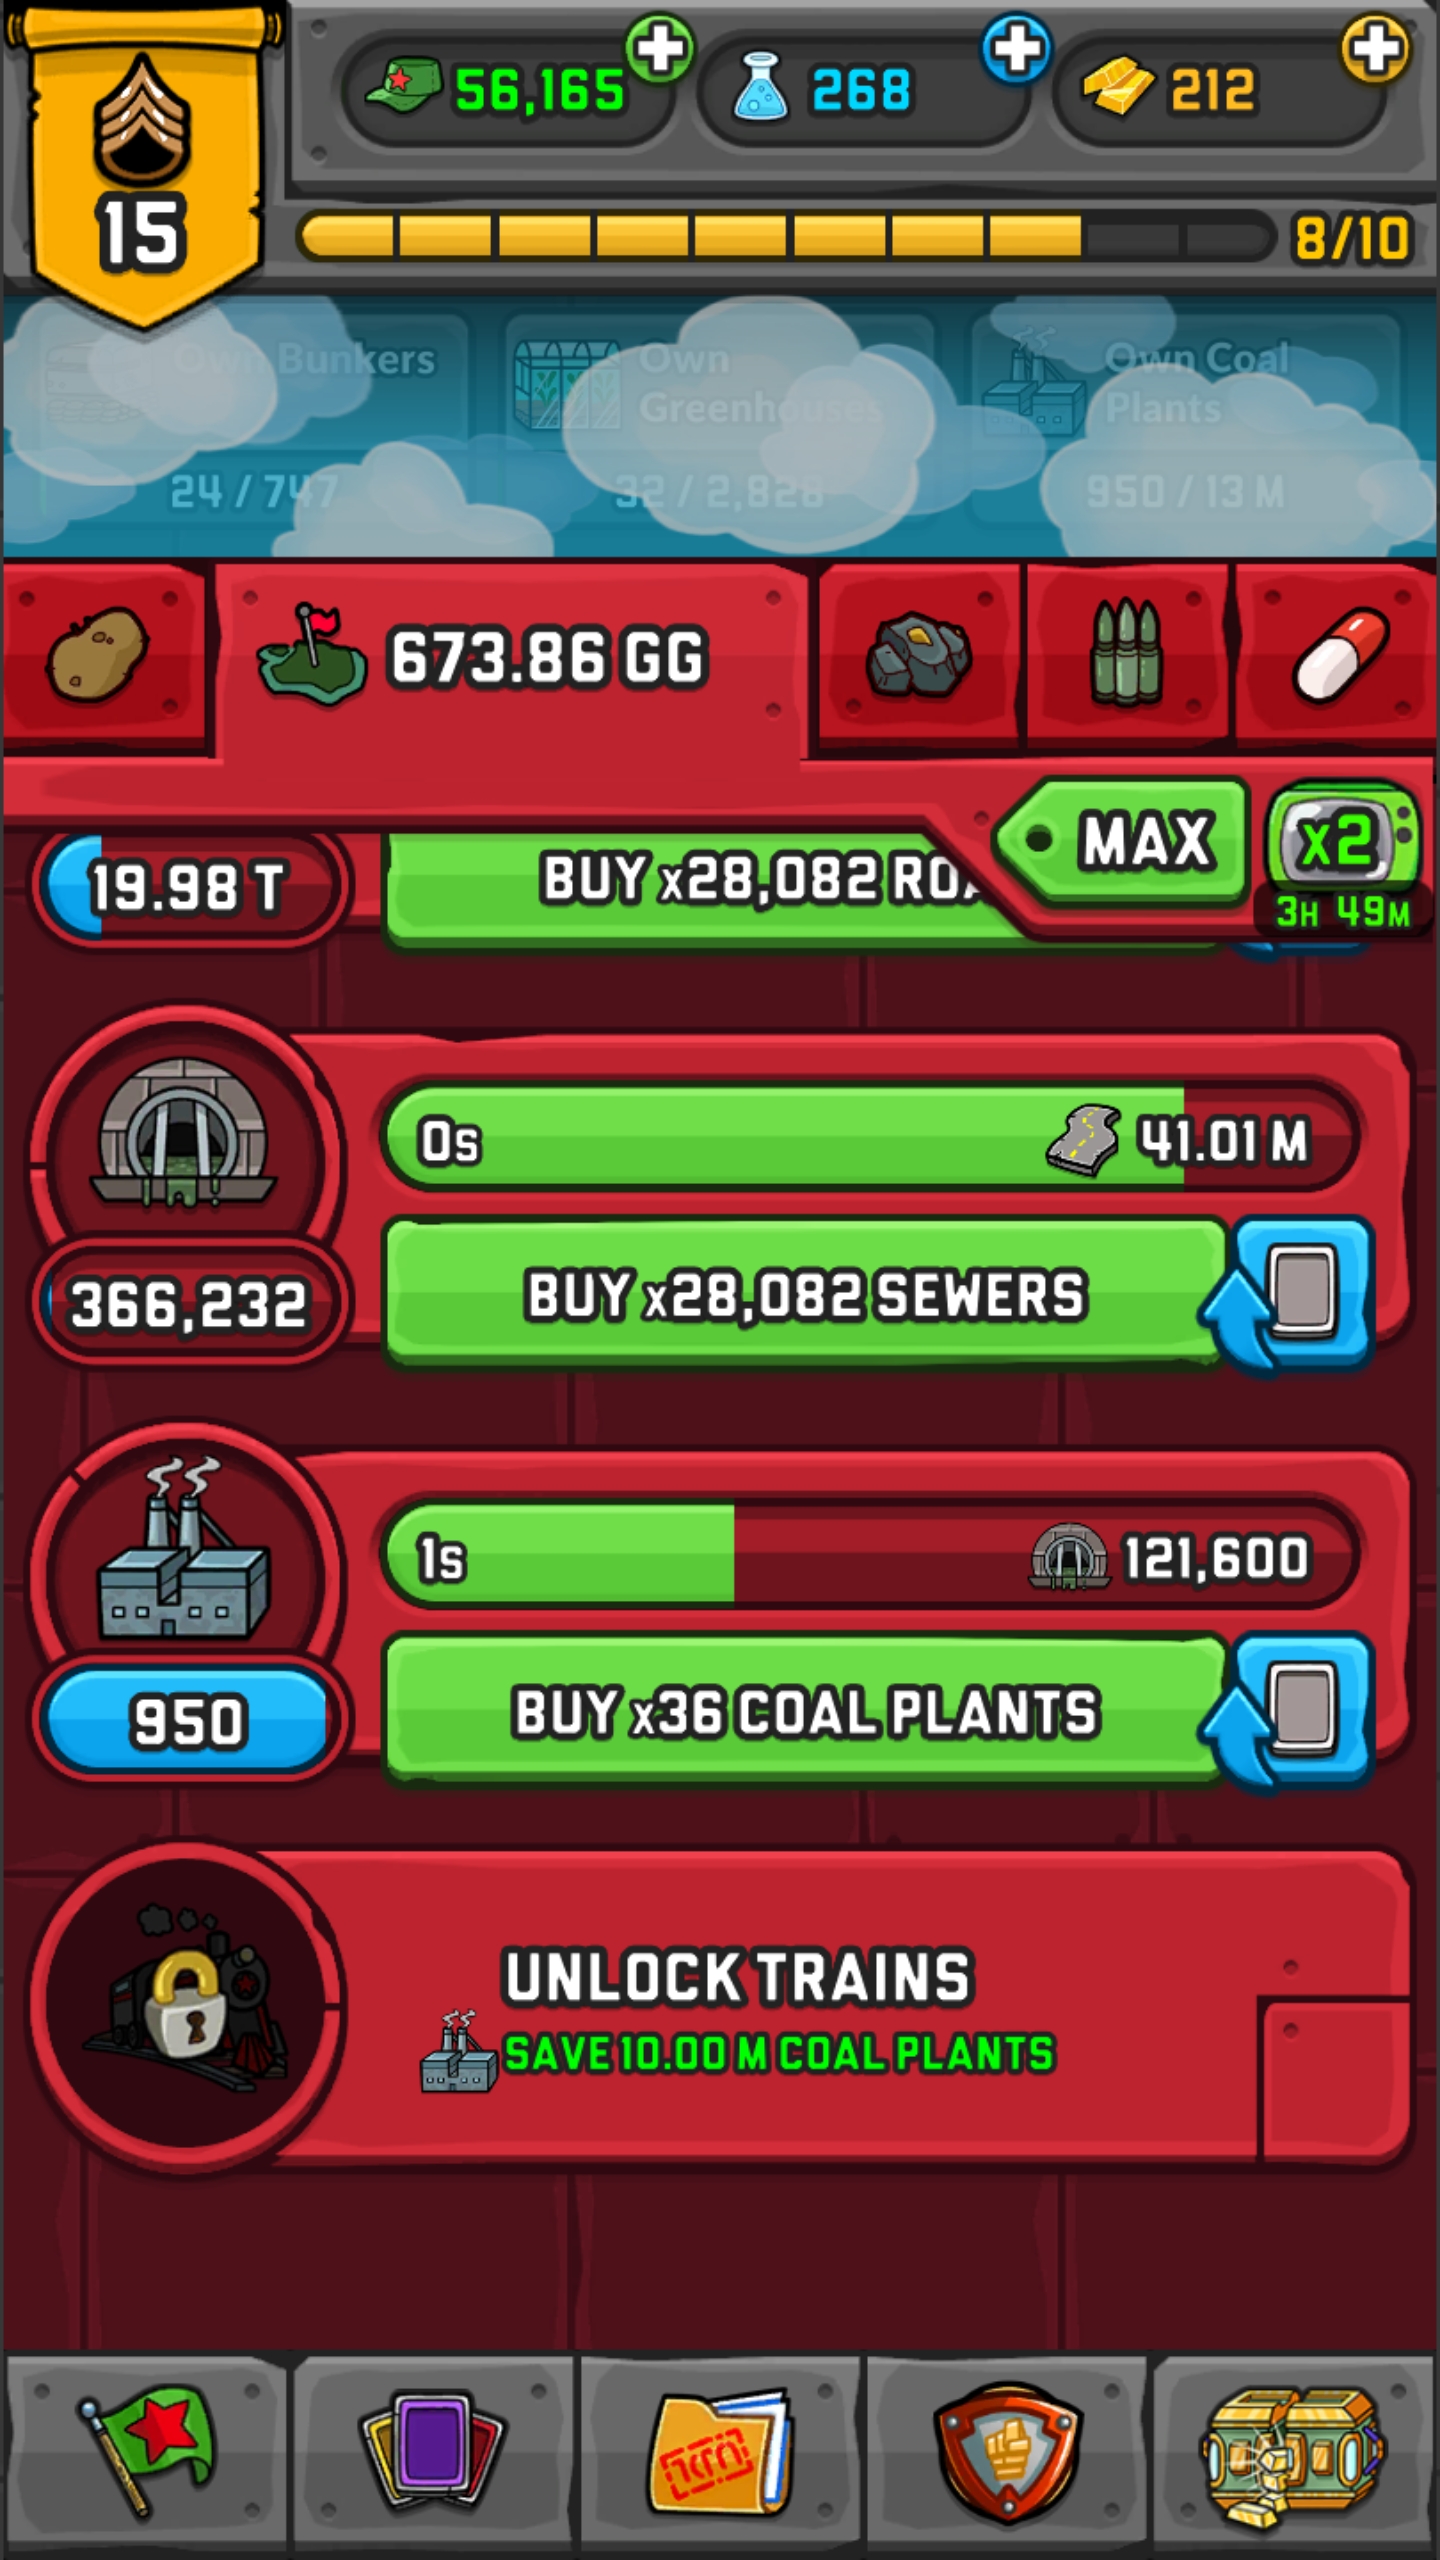 56,165
268
212
15
8/10
Own Bunkers
24 / 747
Own
Greenhouses
32 / 2,828
Own Coal
Plants
950 / 13 M
673.86 GG
MAX
x2
3H 49M
19.98 T
BUY x28,082 ROA
0s
41.01 M
366,232
BUY x28,082 SEWERS
1s
121,600
950
BUY x36 COAL PLANTS
UNLOCK TRAINS
SAVE 10.00 M COAL PLANTS